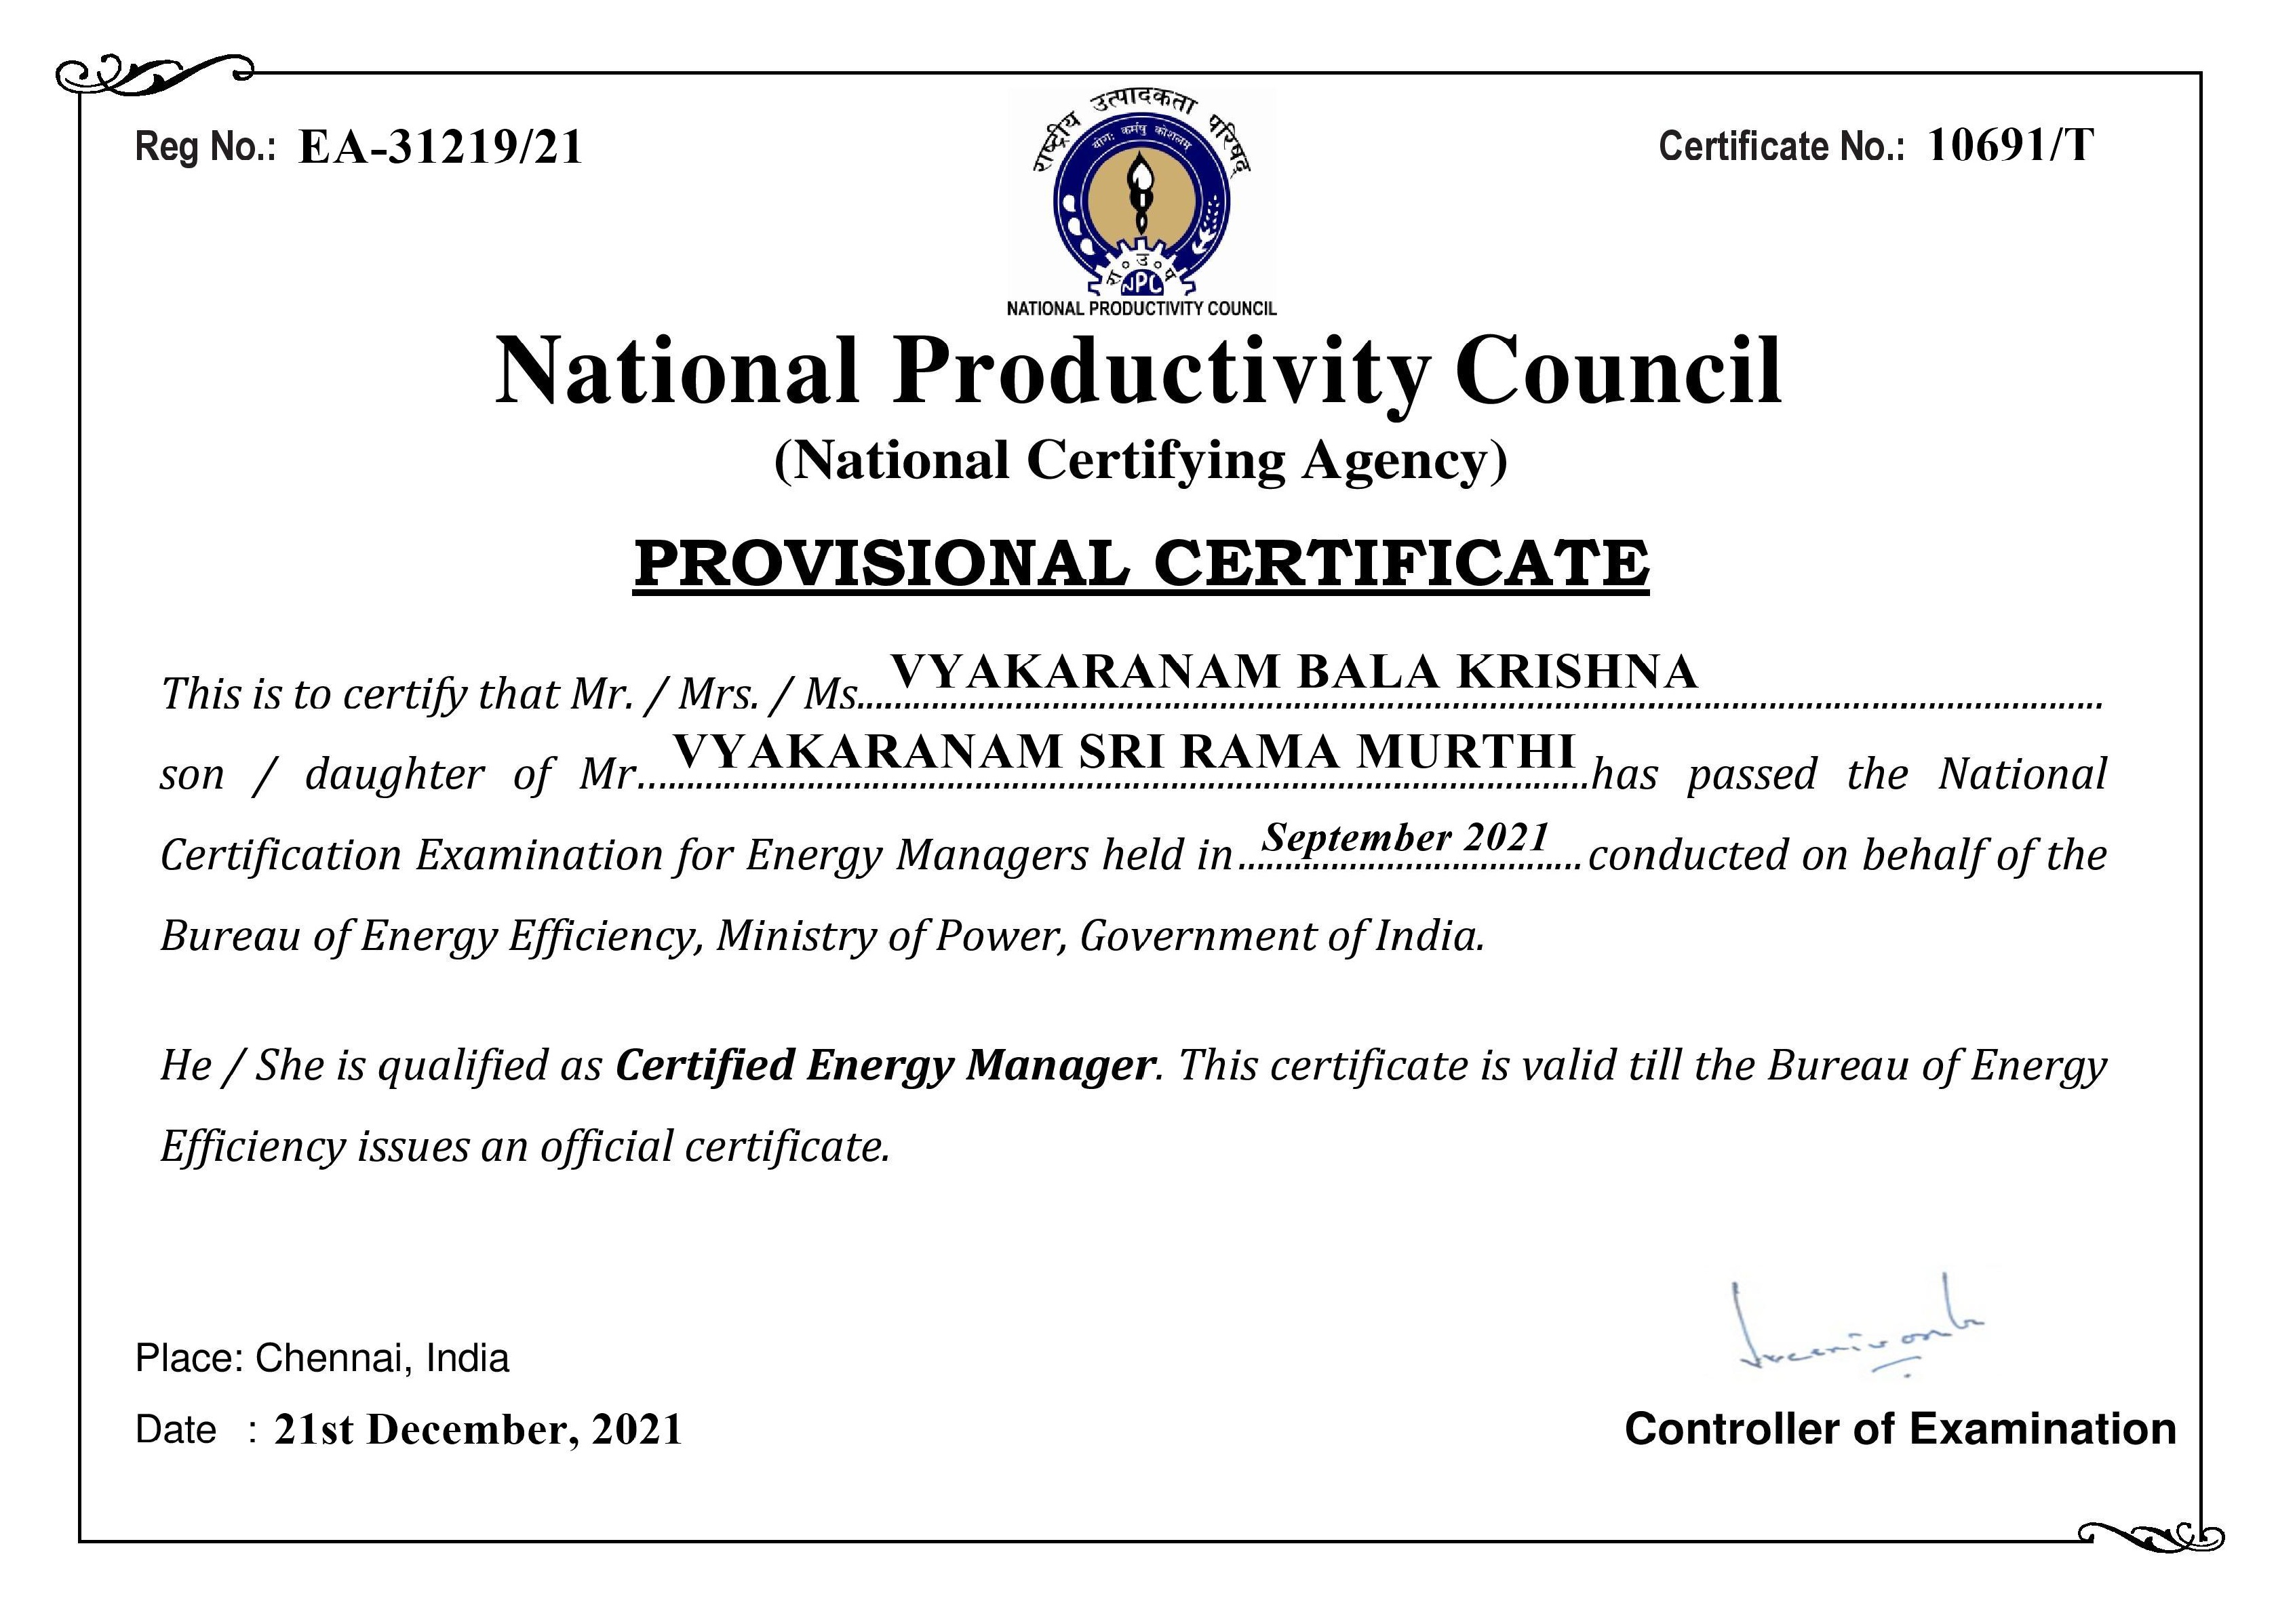 Reg No.: EA-31219/21
Certificate No.: 10691/T
राष्ट्रीय उत्पादकता परिषद्
योगः कर्मषु कोशलम्
रा॰उ॰प
NPC
NATIONAL PRODUCTIVITY COUNCIL
National Productivity Council
(National Certifying Agency)
PROVISIONAL CERTIFICATE
This is to certify that Mr. / Mrs. / Ms. VYAKARANAM BALA KRISHNA
son / daughter of Mr. VYAKARANAM SRI RAMA MURTHI has passed the National
Certification Examination for Energy Managers held in September 2021 conducted on behalf of the
Bureau of Energy Efficiency, Ministry of Power, Government of India.
He / She is qualified as Certified Energy Manager. This certificate is valid till the Bureau of Energy
Efficiency issues an official certificate.
Place: Chennai, India
Date : 21st December, 2021
Controller of Examination